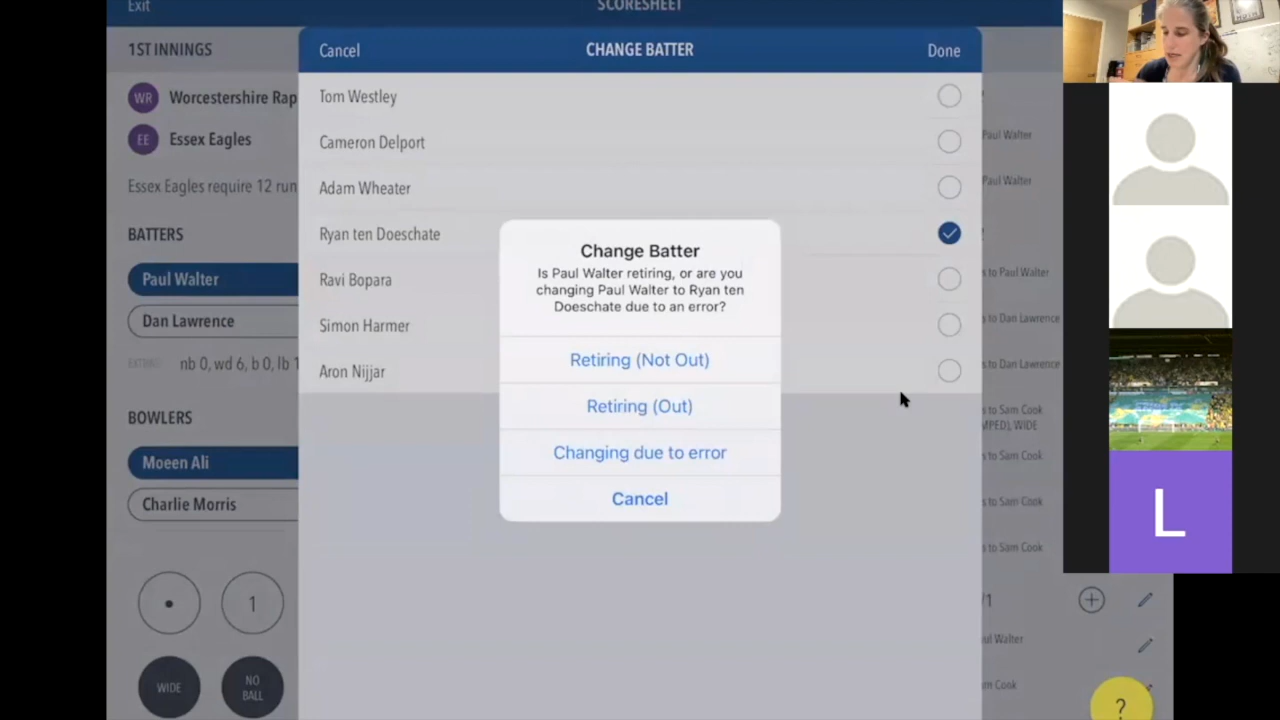 Exit
SCORESHEET
1ST INNINGS
Cancel
CHANGE BATTER
Done
WR
Worcestershire Rap
EE
Essex Eagles
Essex Eagles require 12 run
BATTERS
Paul Walter
Dan Lawrence
EXTRAS
nb 0, wd 6, b 0, lb 1
BOWLERS
Moeen Ali
Charlie Morris
1
WIDE
NO
BALL
Tom Westley
Cameron Delport
Adam Wheater
Ryan ten Doeschate
Ravi Bopara
Simon Harmer
Aron Nijjar
Change Batter
Is Paul Walter retiring, or are you
changing Paul Walter to Ryan ten
Doeschate due to an error?
Retiring (Not Out)
Retiring (Out)
Changing due to error
Cancel
Paul Walter
Paul Walter
s to Paul Walter
s to Dan Lawrence
s to Dan Lawrence
s to Sam Cook
MPED), WIDE
s to Sam Cook
s to Sam Cook
s to Sam Cook
/1
ul Walter
am Cook
?
L